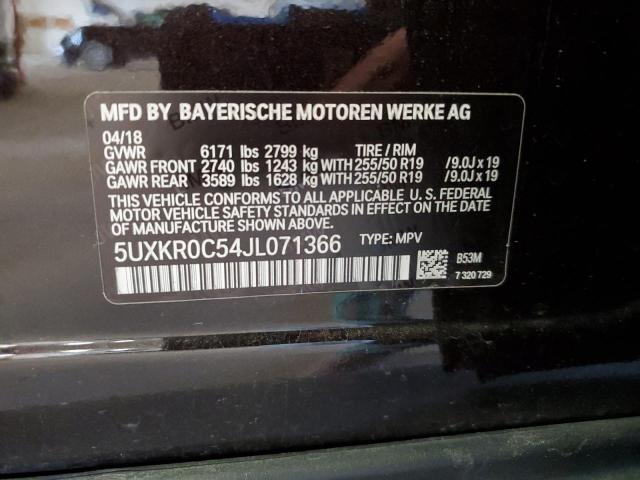 MFD BY BAYERISCHE MOTOREN WERKE AG
04/18
GVWR 6171 lbs 2799 kg TIRE / RIM
GAWR FRONT 2740 lbs 1243 kg WITH 255/50 R19 /9.0J x 19
GAWR REAR 3589 lbs 1628 kg WITH 255/50 R19 /9.0J x 19
THIS VEHICLE CONFORMS TO ALL APPLICABLE U. S. FEDERAL
MOTOR VEHICLE SAFETY STANDARDS IN EFFECT ON THE DATE
OF MANUFACTURE SHOWN ABOVE.
5UXKR0C54JL071366 TYPE: MPV
B53M
7 320 729